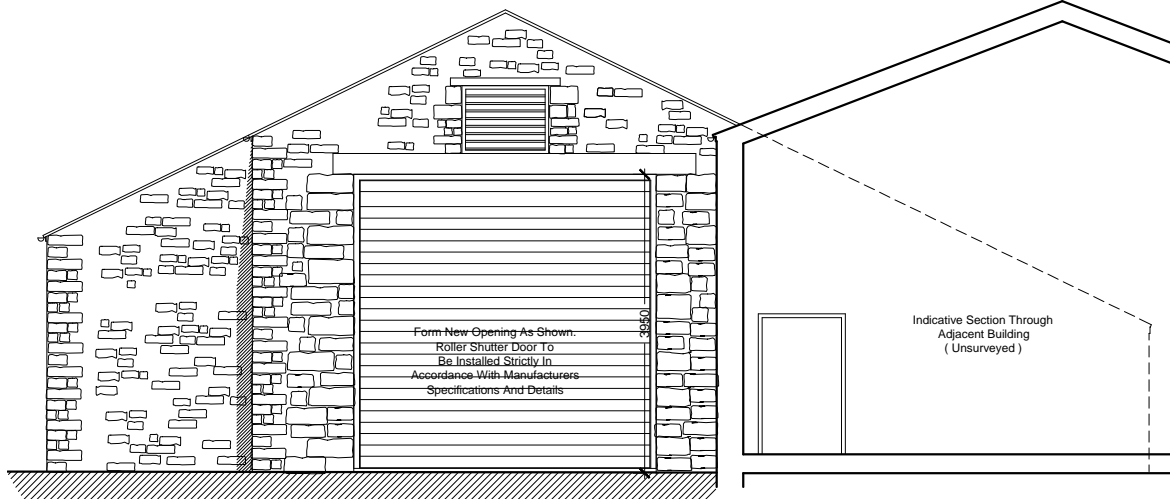 Form New Opening As Shown.
Roller Shutter Door To
Be Installed Strictly In
Accordance With Manufacturers
Specifications And Details
3950
Indicative Section Through
Adjacent Building
( Unsurveyed )